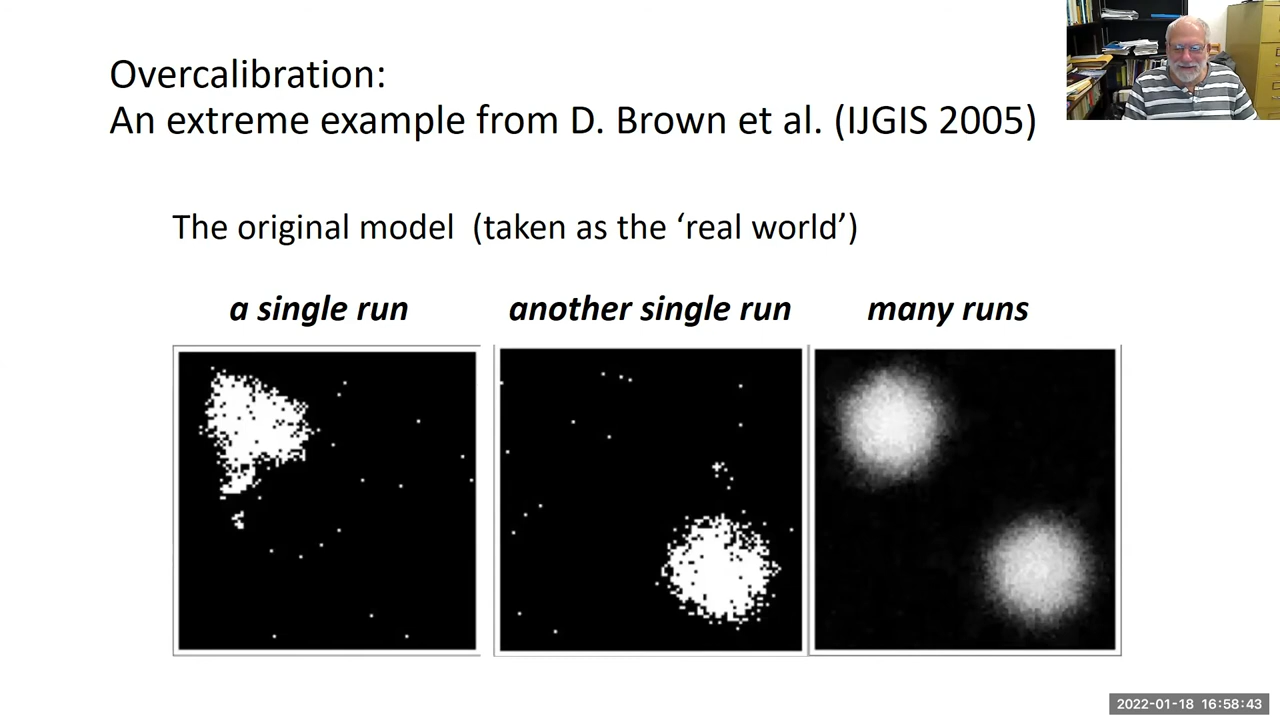 Overcalibration:
An extreme example from D. Brown et al. (IJGIS 2005)
The original model (taken as the ‘real world’)
a single run
another single run
many runs
2022-01-18 16:58:43